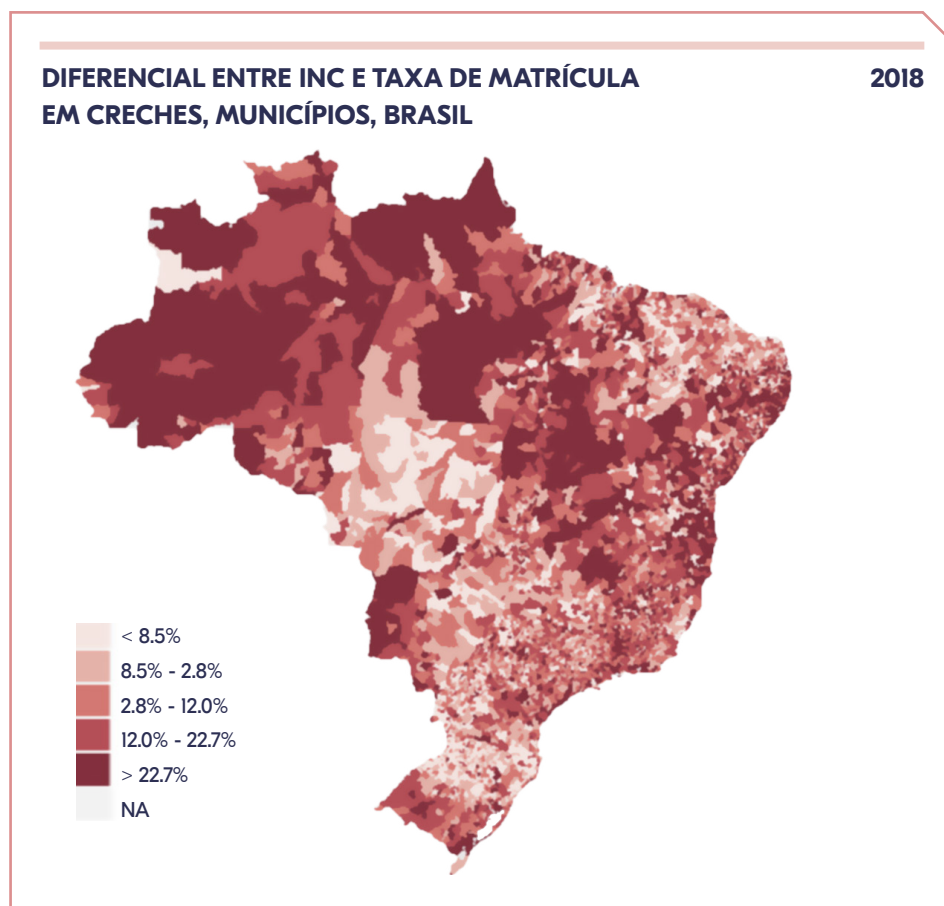 DIFERENCIAL ENTRE INC E TAXA DE MATRÍCULA
EM CRECHES, MUNICÍPIOS, BRASIL
2018
< 8.5%
8.5% - 2.8%
2.8% - 12.0%
12.0% - 22.7%
> 22.7%
NA